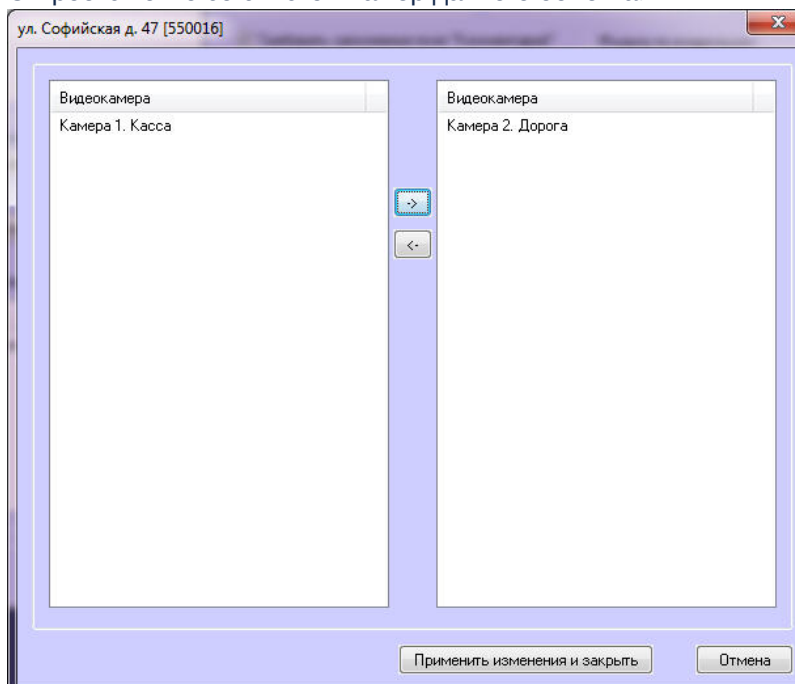 ул. Софийская д. 47 [550016]
Видеокамера
Камера 1. Касса
->
<-
Видеокамера
Камера 2. Дорога
Применить изменения и закрыть
Отмена